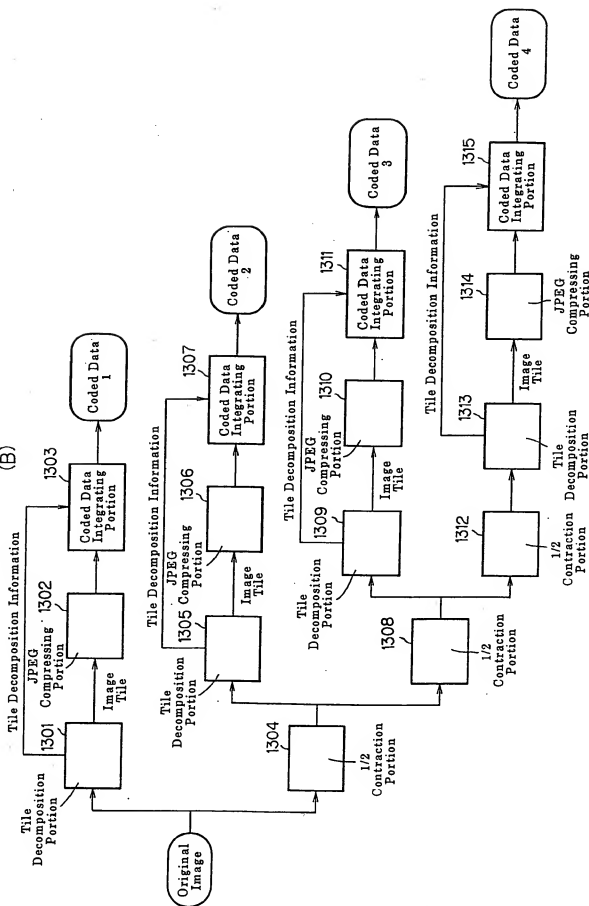 (B)
Original
Image
Tile
Decomposition
Portion
1301
Tile Decomposition Information
Image
Tile
JPEG
Compressing
Portion
1302
1303
Coded Data
Integrating
Portion
Coded Data
1
1304
1/2
Contraction
Portion
Tile
Decomposition
Portion
1305
Tile Decomposition Information
Image
Tile
JPEG
Compressing
Portion
1306
1307
Coded Data
Integrating
Portion
Coded Data
2
1308
1/2
Contraction
Portion
Tile
Decomposition
Portion
1309
Tile Decomposition Information
Image
Tile
JPEG
Compressing
Portion
1310
1311
Coded Data
Integrating
Portion
Coded Data
3
1312
1/2
Contraction
Portion
1313
Tile
Decomposition
Portion
Tile Decomposition Information
Image
Tile
1314
JPEG
Compressing
Portion
1315
Coded Data
Integrating
Portion
Coded Data
4